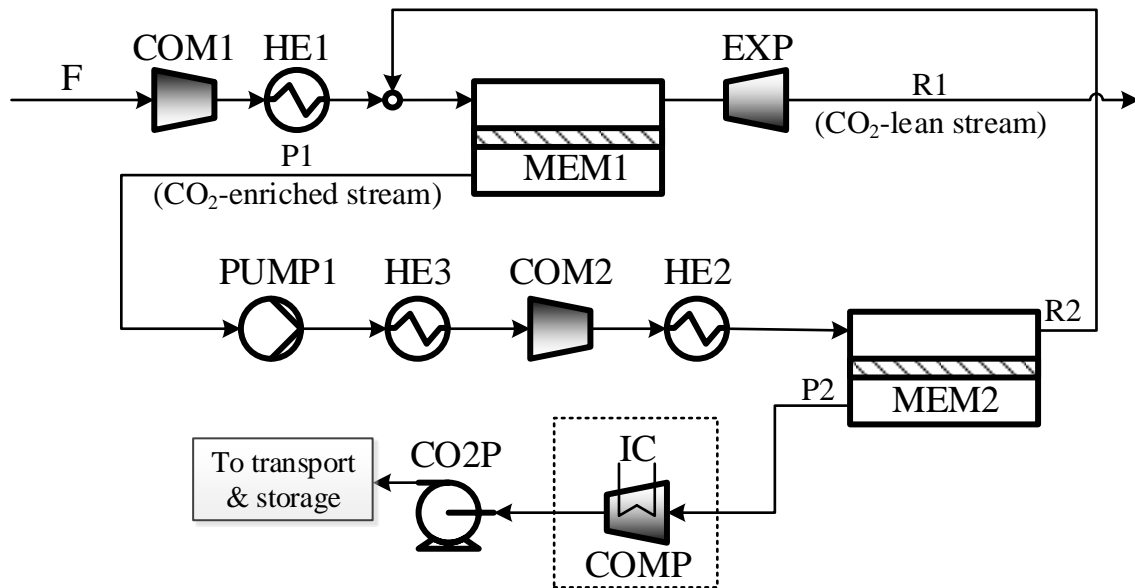 COM1
HE1
EXP
F
R1
(CO₂-lean stream)
P1
(CO₂-enriched stream)
MEM1
PUMP1
HE3
COM2
HE2
R2
P2
MEM2
To transport
& storage
CO2P
IC
COMP